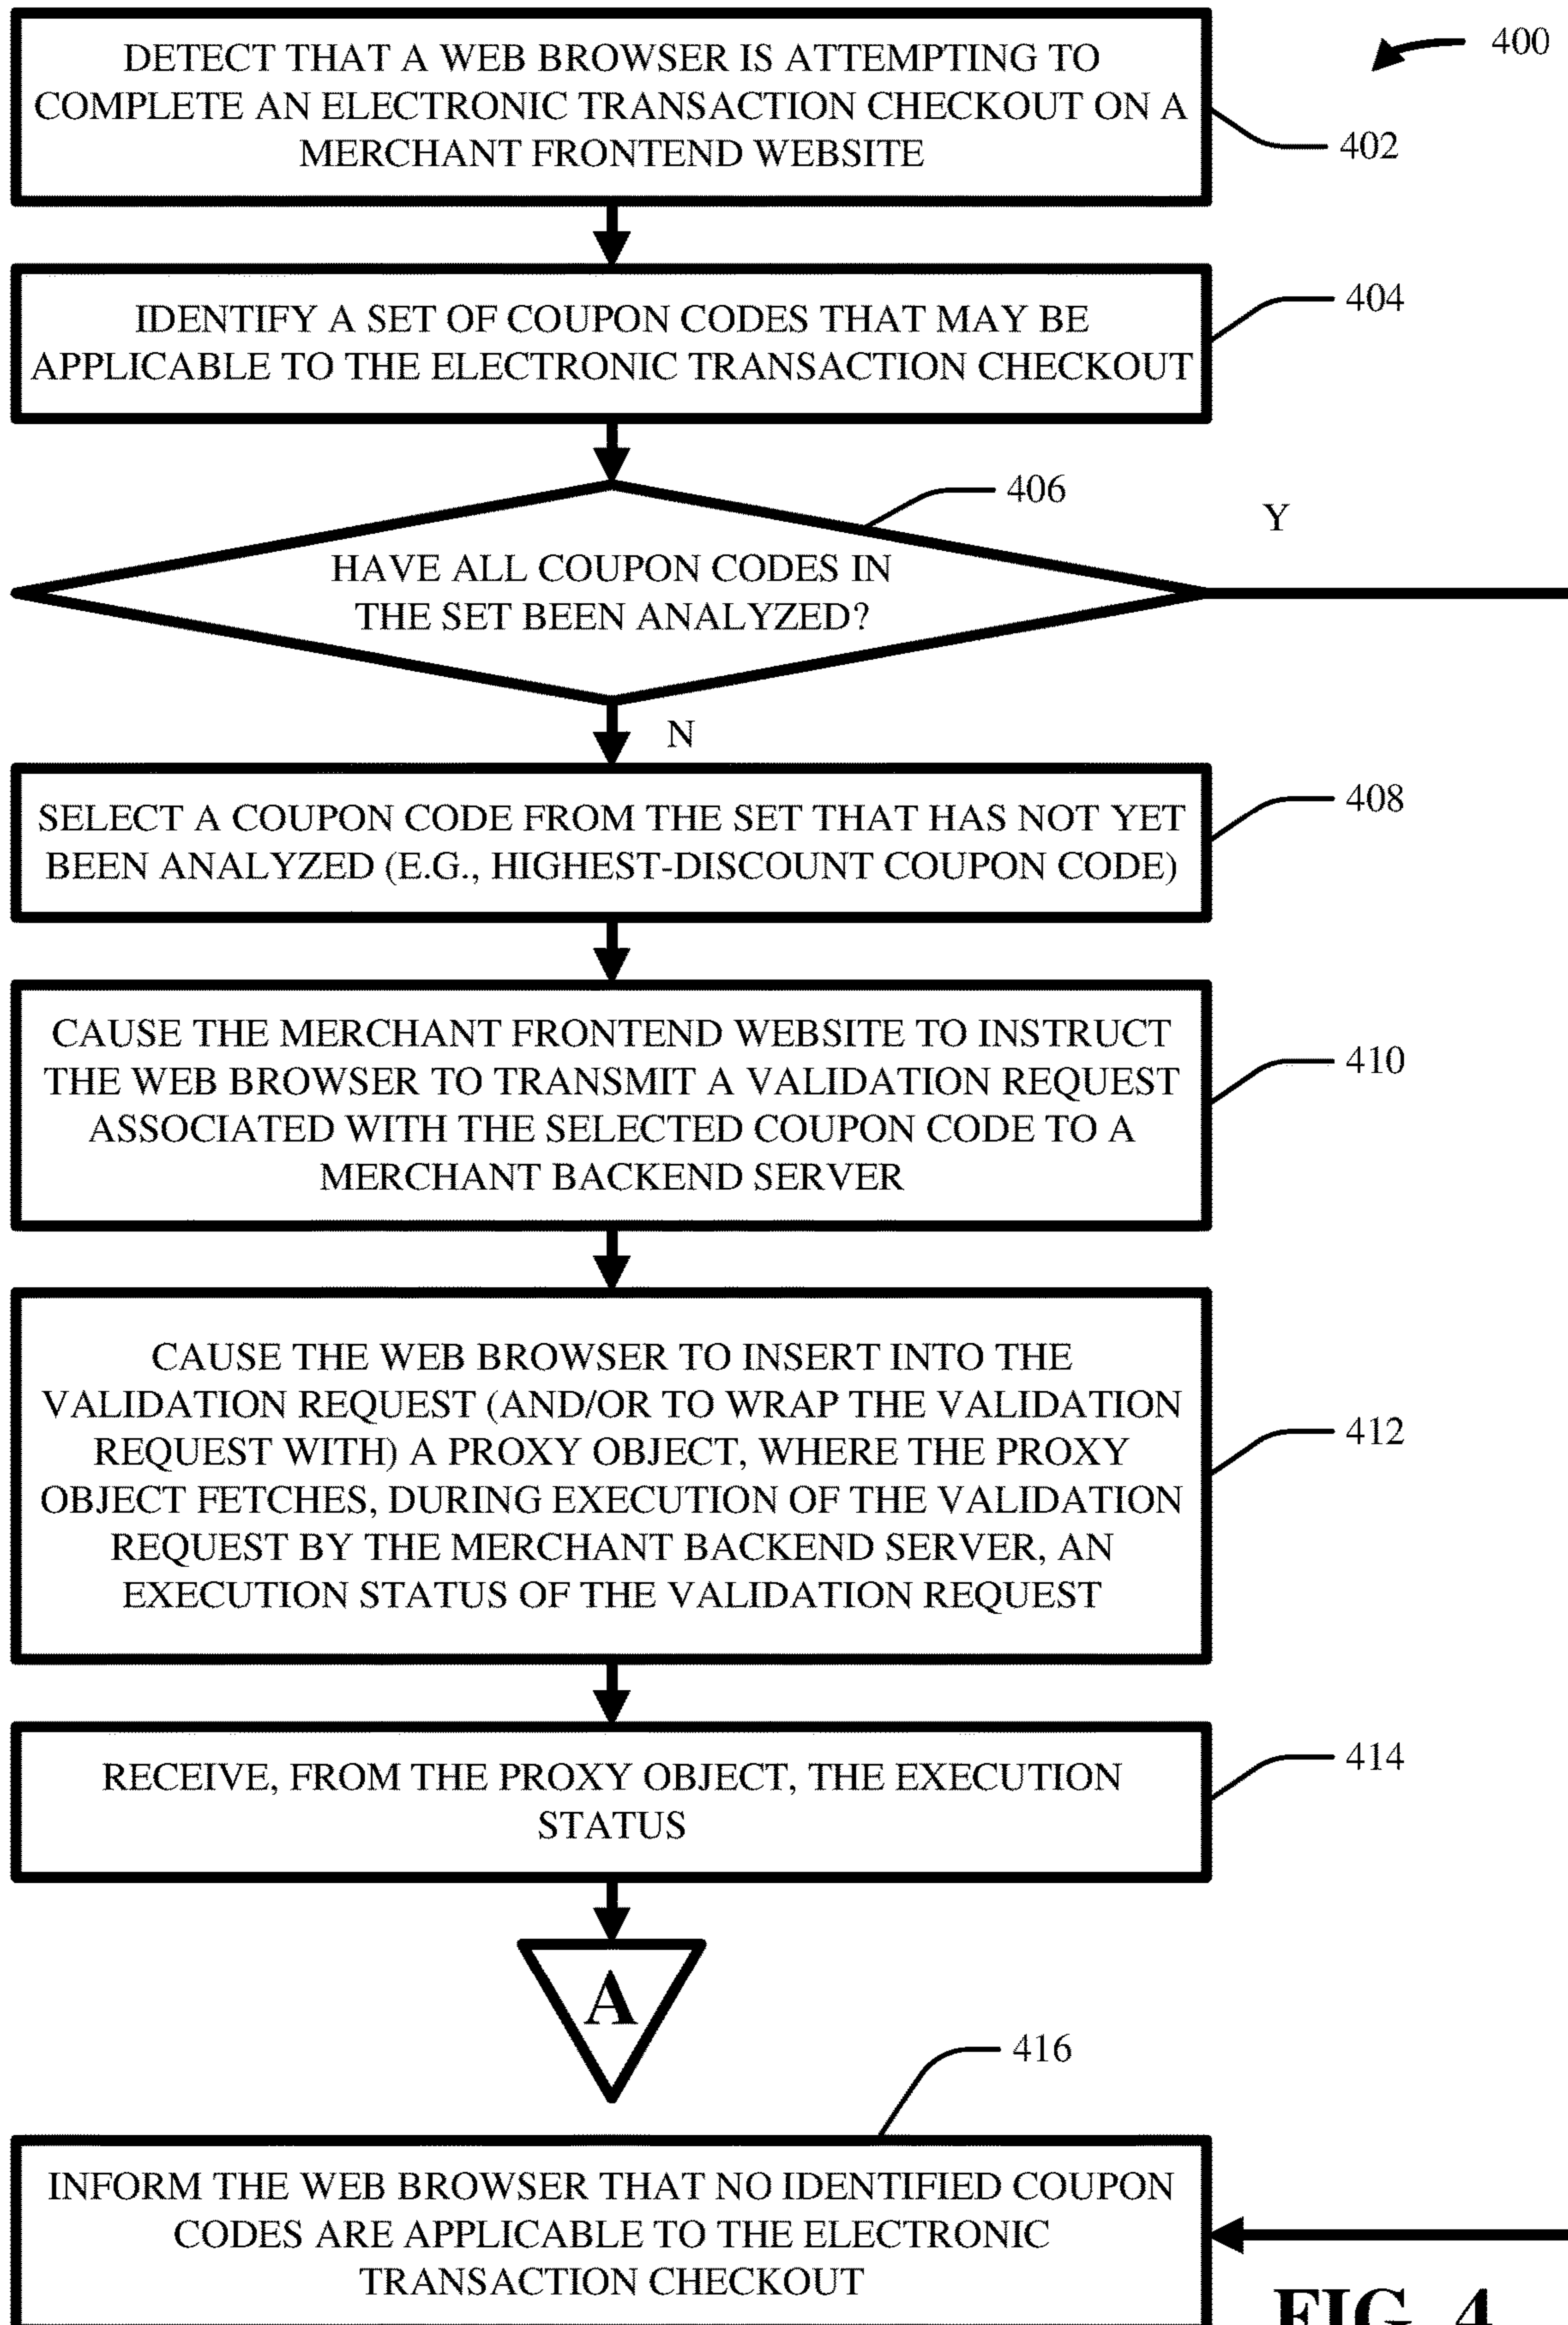 400
DETECT THAT A WEB BROWSER IS ATTEMPTING TO
COMPLETE AN ELECTRONIC TRANSACTION CHECKOUT ON A
MERCHANT FRONTEND WEBSITE
402
IDENTIFY A SET OF COUPON CODES THAT MAY BE
APPLICABLE TO THE ELECTRONIC TRANSACTION CHECKOUT
404
406
HAVE ALL COUPON CODES IN
THE SET BEEN ANALYZED?
Y
N
SELECT A COUPON CODE FROM THE SET THAT HAS NOT YET
BEEN ANALYZED (E.G., HIGHEST-DISCOUNT COUPON CODE)
408
CAUSE THE MERCHANT FRONTEND WEBSITE TO INSTRUCT
THE WEB BROWSER TO TRANSMIT A VALIDATION REQUEST
ASSOCIATED WITH THE SELECTED COUPON CODE TO A
MERCHANT BACKEND SERVER
410
CAUSE THE WEB BROWSER TO INSERT INTO THE
VALIDATION REQUEST (AND/OR TO WRAP THE VALIDATION
REQUEST WITH) A PROXY OBJECT, WHERE THE PROXY
OBJECT FETCHES, DURING EXECUTION OF THE VALIDATION
REQUEST BY THE MERCHANT BACKEND SERVER, AN
EXECUTION STATUS OF THE VALIDATION REQUEST
412
RECEIVE, FROM THE PROXY OBJECT, THE EXECUTION
STATUS
414
A
416
INFORM THE WEB BROWSER THAT NO IDENTIFIED COUPON
CODES ARE APPLICABLE TO THE ELECTRONIC
TRANSACTION CHECKOUT
FIG. 4